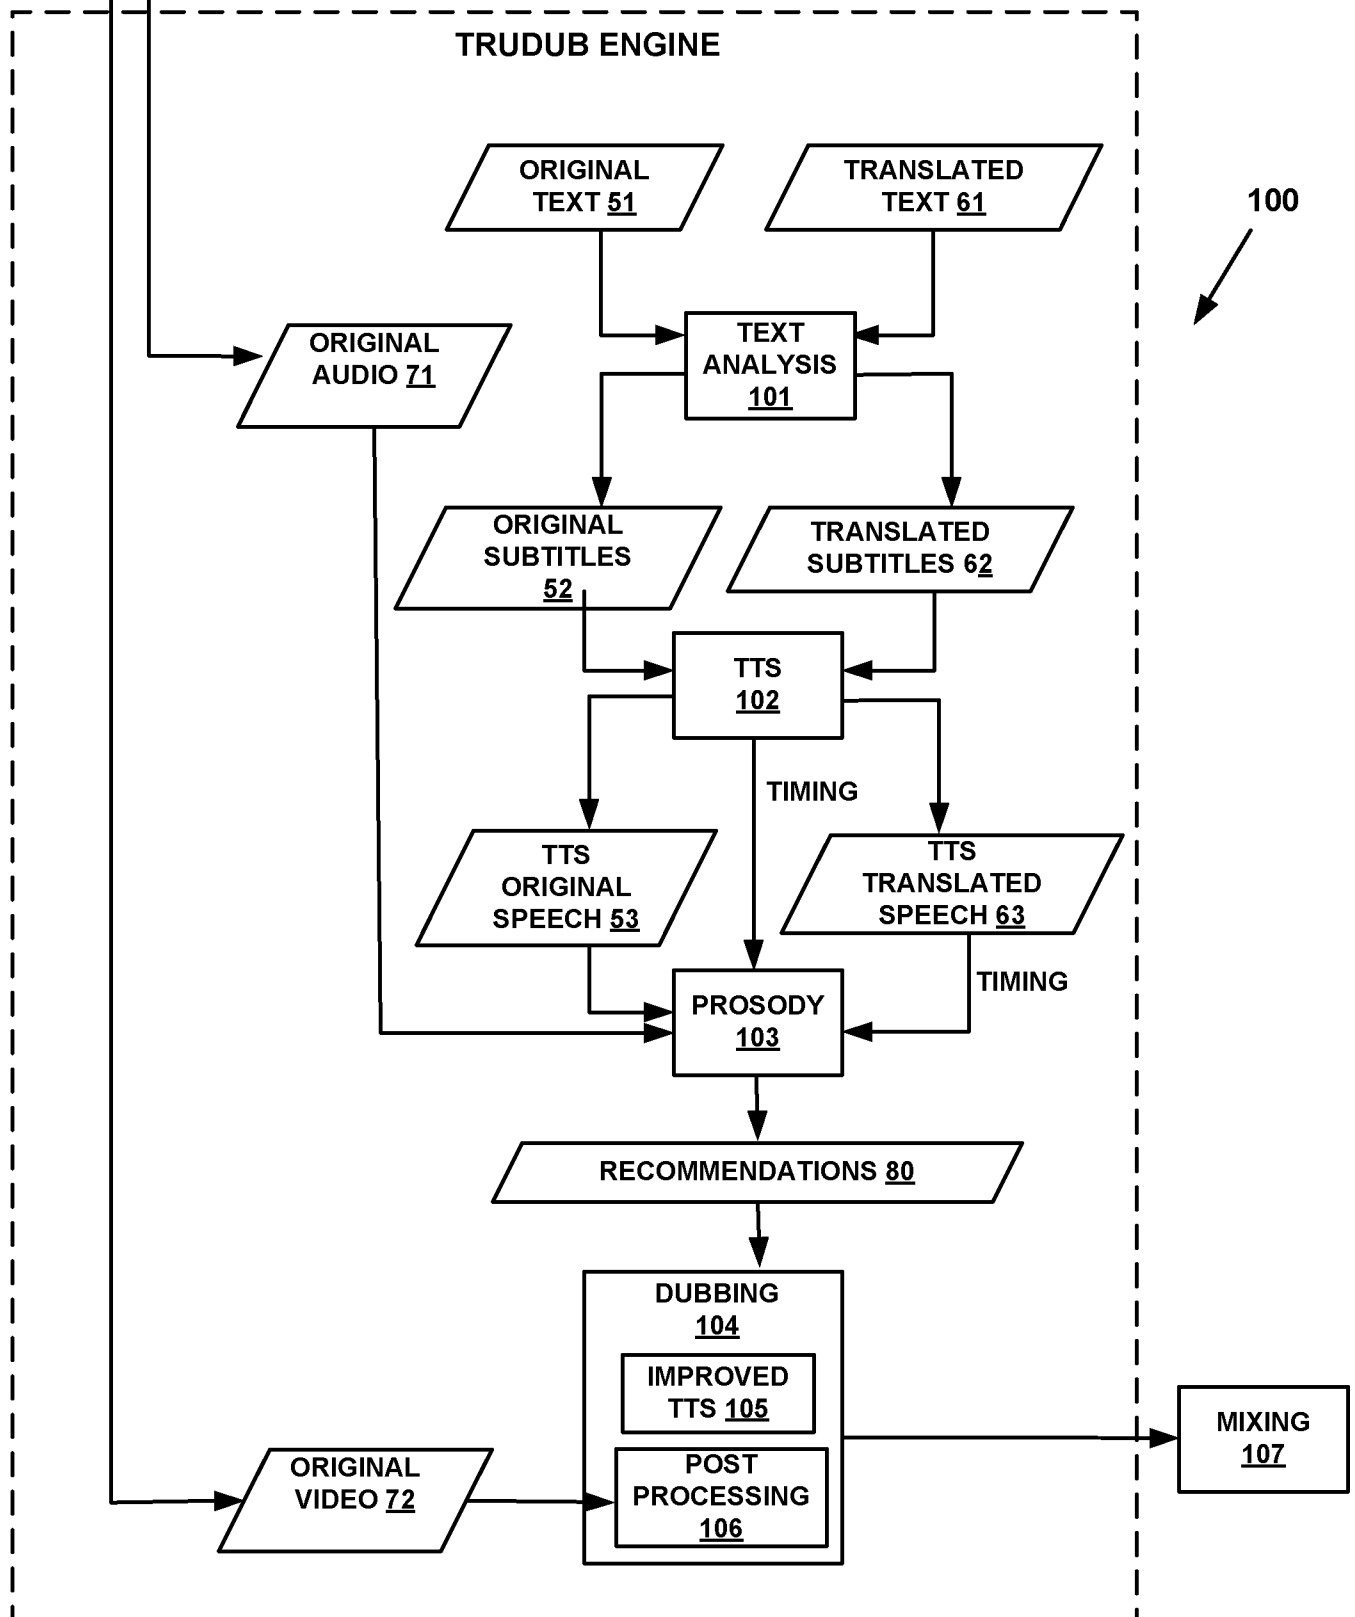 TRUDUB ENGINE
ORIGINAL
TEXT 51
TRANSLATED
TEXT 61
100
ORIGINAL
AUDIO 71
TEXT
ANALYSIS
101
ORIGINAL
SUBTITLES
52
TRANSLATED
SUBTITLES 62
TTS
102
TIMING
TTS
ORIGINAL
SPEECH 53
TTS
TRANSLATED
SPEECH 63
TIMING
PROSODY
103
RECOMMENDATIONS 80
DUBBING
104
IMPROVED
TTS 105
POST
PROCESSING
106
ORIGINAL
VIDEO 72
MIXING
107